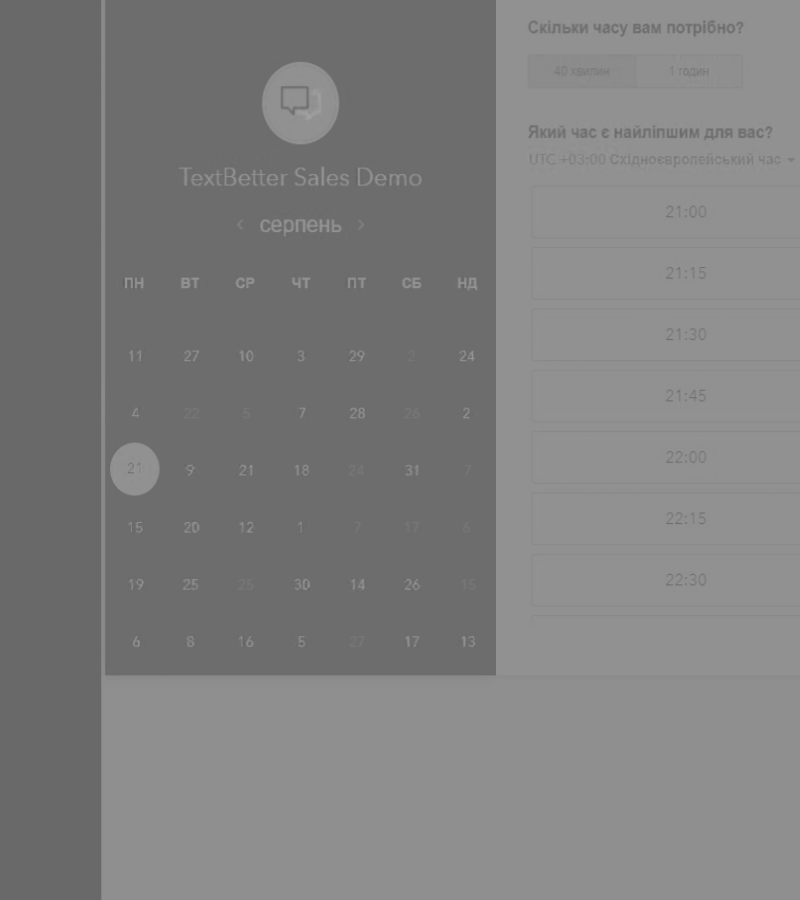 TextBetter Sales Demo
серпень
ПН ВТ СР ЧТ ПТ СБ НД
11 27 10 3 29 2 24
4 22 5 7 28 26 2
21 9 21 18 24 31 7
15 20 12 1 7 17 6
19 25 25 30 14 26 15
6 8 16 5 27 17 13
Скільки часу вам потрібно?
40 хвилин 1 годин
Який час є найліпшим для вас?
UTC +03:00 Східноєвропейський час
21:00
21:15
21:30
21:45
22:00
22:15
22:30